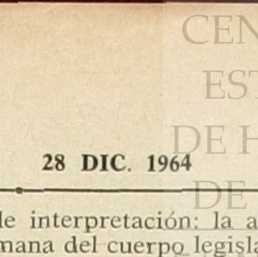 CEN
EST
DE H
DE
28 DIC. 1964
de interpretación: la a
mana del cuerpo legisla